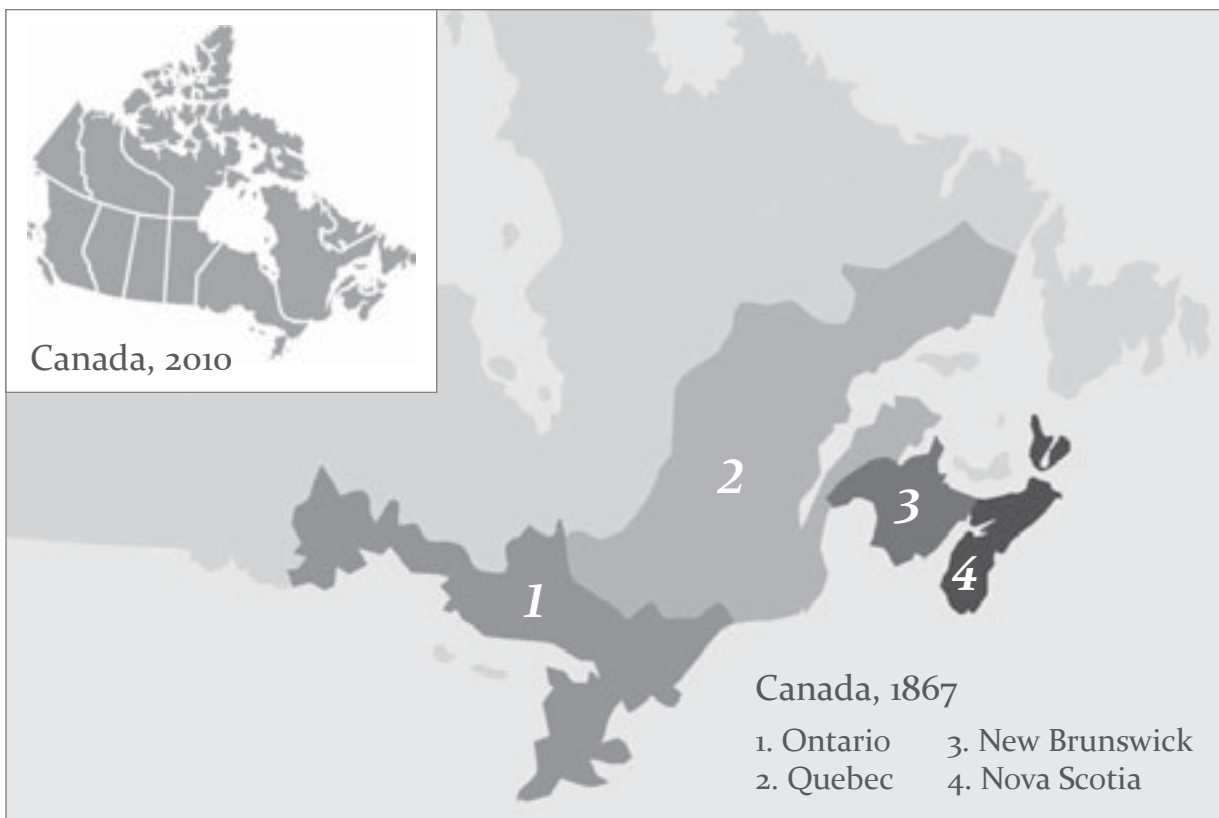 Canada, 2010
1
2
3
4
Canada, 1867
1. Ontario
2. Quebec
3. New Brunswick
4. Nova Scotia